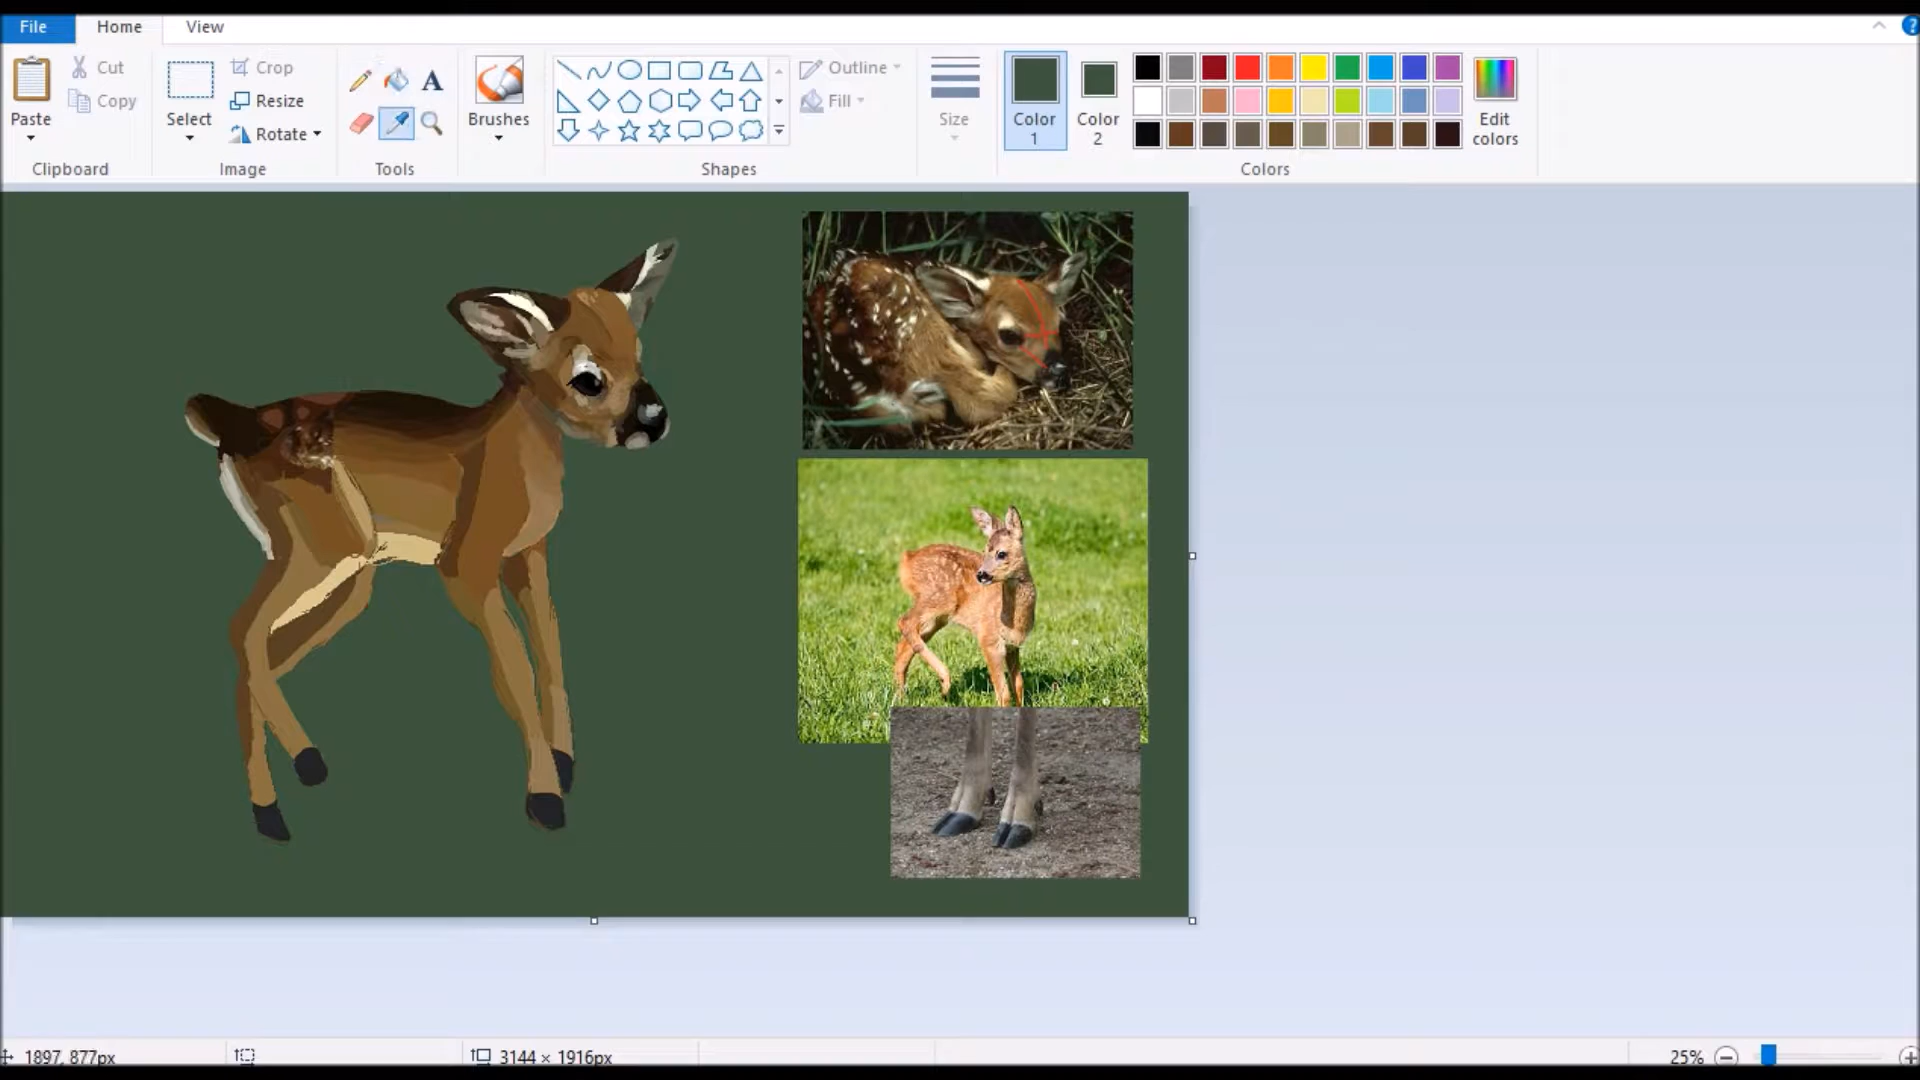 File Home View
Paste Cut Copy
Clipboard
Select Crop Resize Rotate
Image
A
Tools
Brushes
Outline Fill
Shapes
Size
Color 1 Color 2
Edit colors
Colors
1897, 877px 3144 × 1916px 25%